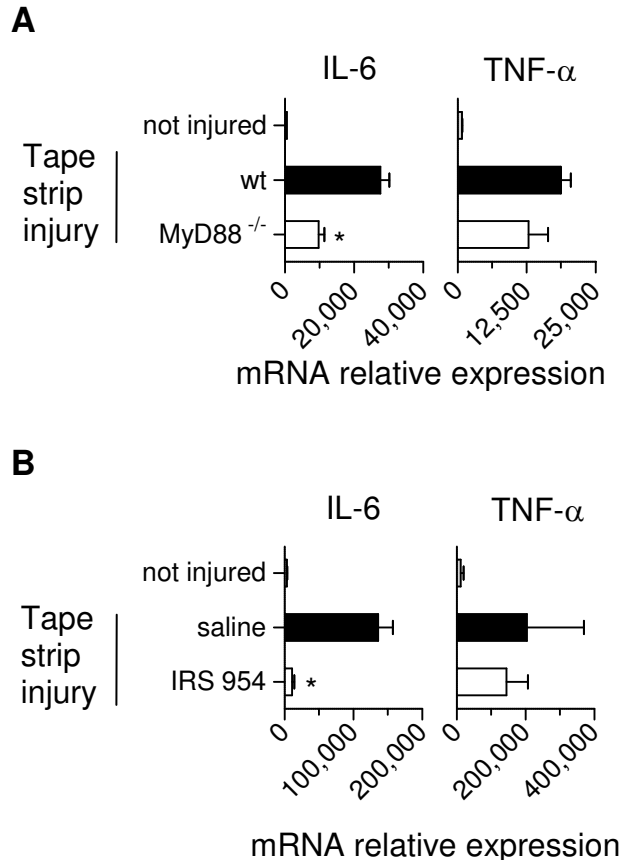 A
IL-6 TNF-α
not injured
Tape strip injury
wt
MyD88 -/-
*
0 20,000 40,000 0 12,500 25,000
mRNA relative expression
B
IL-6 TNF-α
not injured
Tape strip injury
saline
IRS 954
*
0 100,000 200,000 0 200,000 400,000
mRNA relative expression